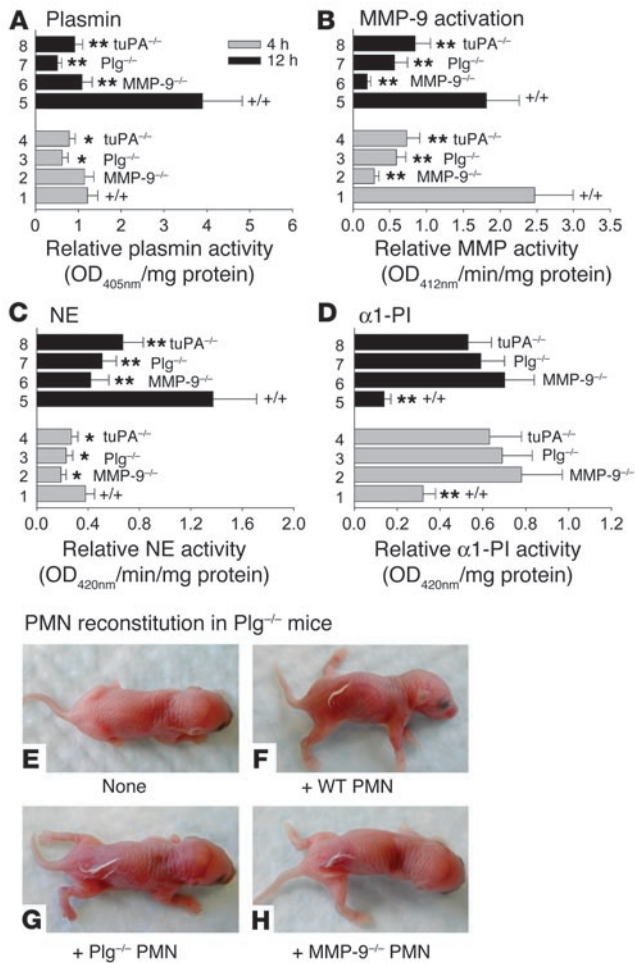 A Plasmin
8 ** tuPA⁻/⁻
7 ** Plg⁻/⁻
6 ** MMP-9⁻/⁻
5 +/+
4 * tuPA⁻/⁻
3 * Plg⁻/⁻
2 MMP-9⁻/⁻
1 +/+
4 h
12 h
0 1 2 3 4 5 6
Relative plasmin activity
(OD405nm/mg protein)
B MMP-9 activation
8 ** tuPA⁻/⁻
7 ** Plg⁻/⁻
6 ** MMP-9⁻/⁻
5 +/+
4 ** tuPA⁻/⁻
3 ** Plg⁻/⁻
2 ** MMP-9⁻/⁻
1 +/+
0.0 0.5 1.0 1.5 2.0 2.5 3.0 3.5
Relative MMP activity
(OD412nm/min/mg protein)
C NE
8 ** tuPA⁻/⁻
7 ** Plg⁻/⁻
6 ** MMP-9⁻/⁻
5 +/+
4 * tuPA⁻/⁻
3 * Plg⁻/⁻
2 * MMP-9⁻/⁻
1 +/+
0.0 0.4 0.8 1.2 1.6 2.0
Relative NE activity
(OD420nm/min/mg protein)
D α1-PI
8 tuPA⁻/⁻
7 Plg⁻/⁻
6 MMP-9⁻/⁻
5 ** +/+
4 tuPA⁻/⁻
3 Plg⁻/⁻
2 MMP-9⁻/⁻
1 ** +/+
0.0 0.2 0.4 0.6 0.8 1.0 1.2
Relative α1-PI activity
(OD420nm/mg protein)
PMN reconstitution in Plg⁻/⁻ mice
E
None
F
+ WT PMN
G
+ Plg⁻/⁻ PMN
H
+ MMP-9⁻/⁻ PMN